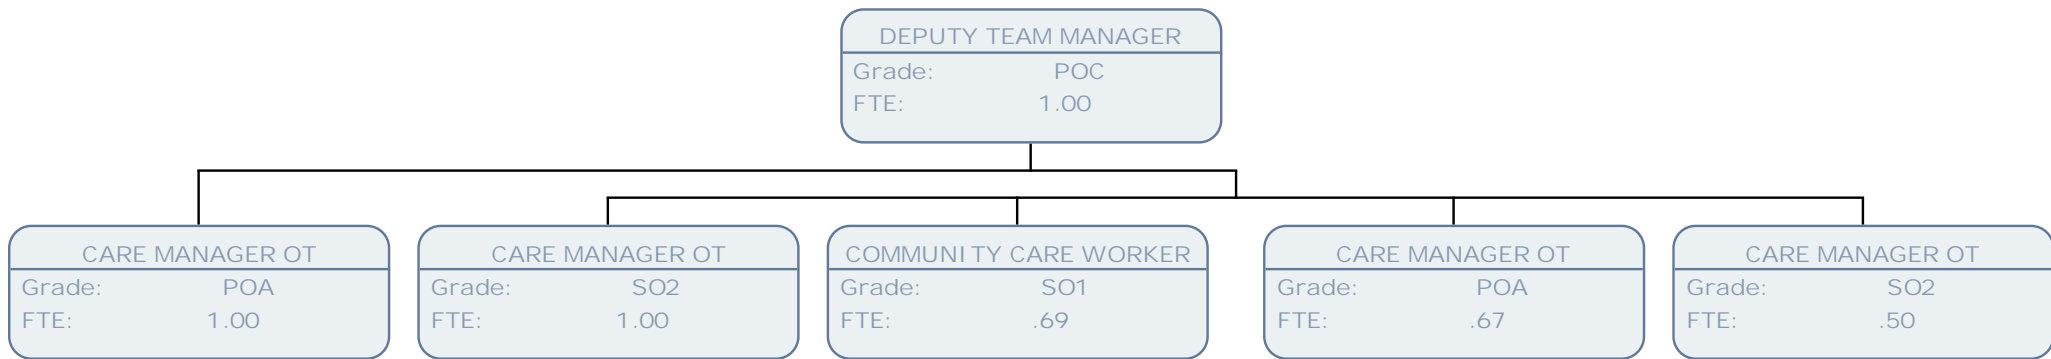 DEPUTY TEAM MANAGER
Grade: POC
FTE: 1.00
CARE MANAGER OT
Grade: POA
FTE: 1.00
CARE MANAGER OT
Grade: SO2
FTE: 1.00
COMMUNITY CARE WORKER
Grade: SO1
FTE: .69
CARE MANAGER OT
Grade: POA
FTE: .67
CARE MANAGER OT
Grade: SO2
FTE: .50